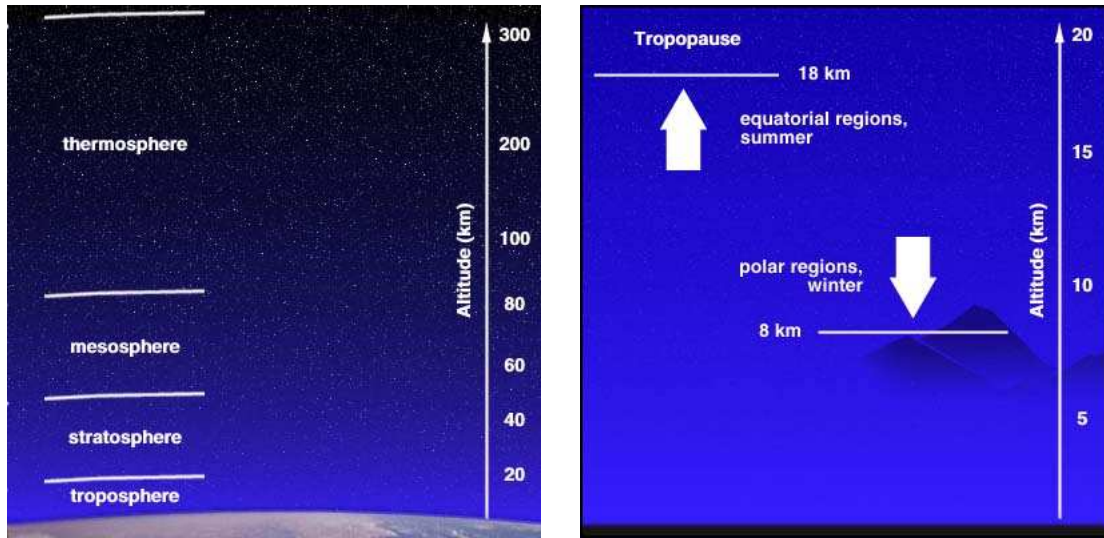 300
thermosphere
200
Altitude (km)
100
80
mesosphere
60
40
stratosphere
20
troposphere
Tropopause
20
18 km
equatorial regions,
summer
15
Altitude (km)
polar regions,
winter
10
8 km
5